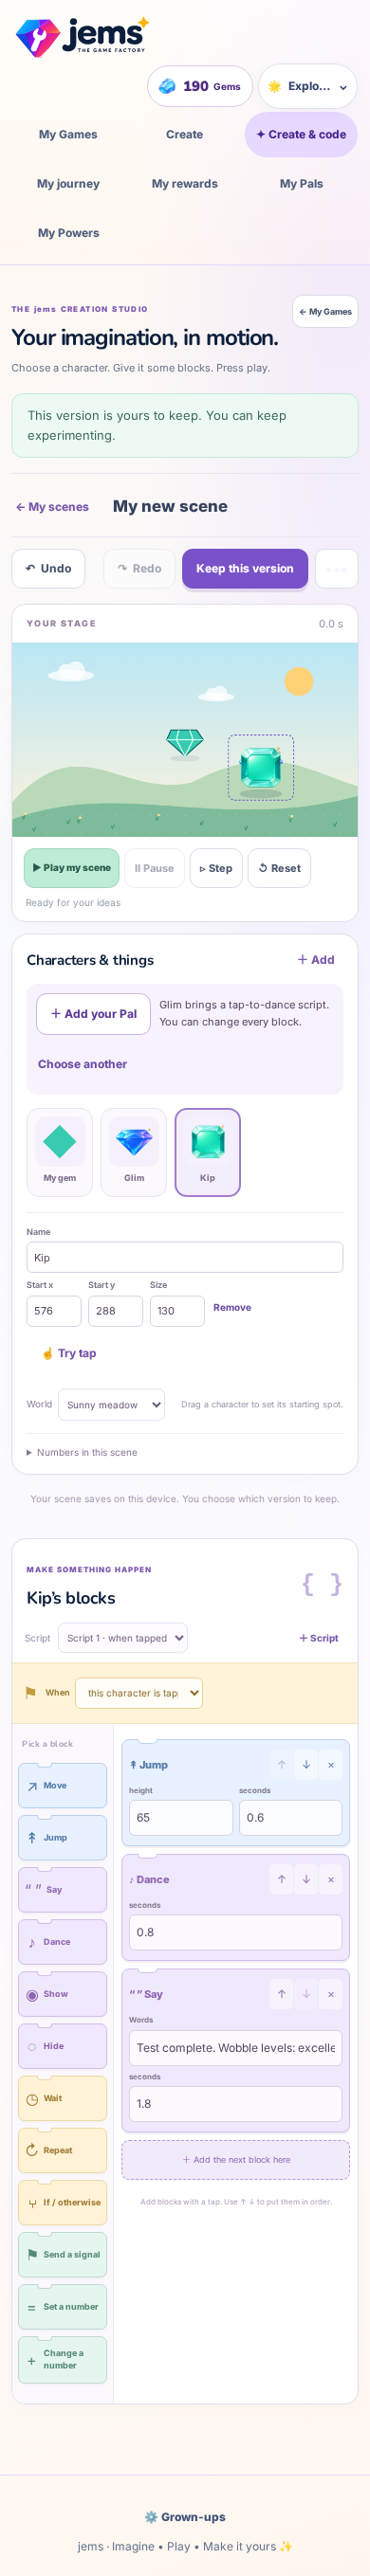 jems
THE GAME FACTORY
190 Gems
Explo...
My Games
Create
✦ Create & code
My journey
My rewards
My Pals
My Powers
THE jems CREATION STUDIO
← My Games
Your imagination, in motion.
Choose a character. Give it some blocks. Press play.
This version is yours to keep. You can keep
experimenting.
← My scenes
My new scene
↶ Undo
↷ Redo
Keep this version
YOUR STAGE
0.0 s
▶ Play my scene
II Pause
▹ Step
↺ Reset
Ready for your ideas
Characters & things
+ Add
+ Add your Pal
Glim brings a tap-to-dance script.
You can change every block.
Choose another
My gem
Glim
Kip
Name
Kip
Start x
Start y
Size
576
288
130
Remove
☝ Try tap
World
Sunny meadow
Drag a character to set its starting spot.
▸ Numbers in this scene
Your scene saves on this device. You choose which version to keep.
MAKE SOMETHING HAPPEN
Kip's blocks
{ }
Script
Script 1 · when tapped
+ Script
⚑ When
this character is tap
Pick a block
↗ Move
↟ Jump
“ ” Say
♪ Dance
◉ Show
◌ Hide
◷ Wait
↻ Repeat
⑂ If / otherwise
⚑ Send a signal
= Set a number
+ Change a
number
↟ Jump
↑ ↓ ×
height
seconds
65
0.6
♪ Dance
↑ ↓ ×
seconds
0.8
“ ” Say
↑ ↓ ×
Words
Test complete. Wobble levels: excelle
seconds
1.8
+ Add the next block here
Add blocks with a tap. Use ↑ ↓ to put them in order.
⚙️ Grown-ups
jems · Imagine • Play • Make it yours ✨